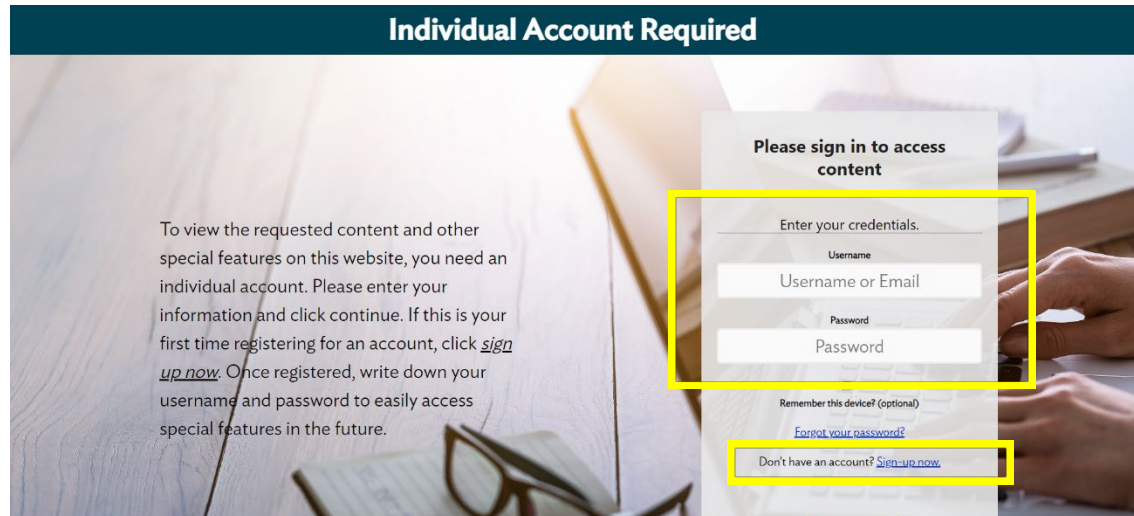 Individual Account Required
To view the requested content and other
special features on this website, you need an
individual account. Please enter your
information and click continue. If this is your
first time registering for an account, click sign
up now. Once registered, write down your
username and password to easily access
special features in the future.
Please sign in to access
content
Enter your credentials.
Username
Username or Email
Password
Password
Remember this device? (optional)
Forgot your password?
Don't have an account? Sign-up now.